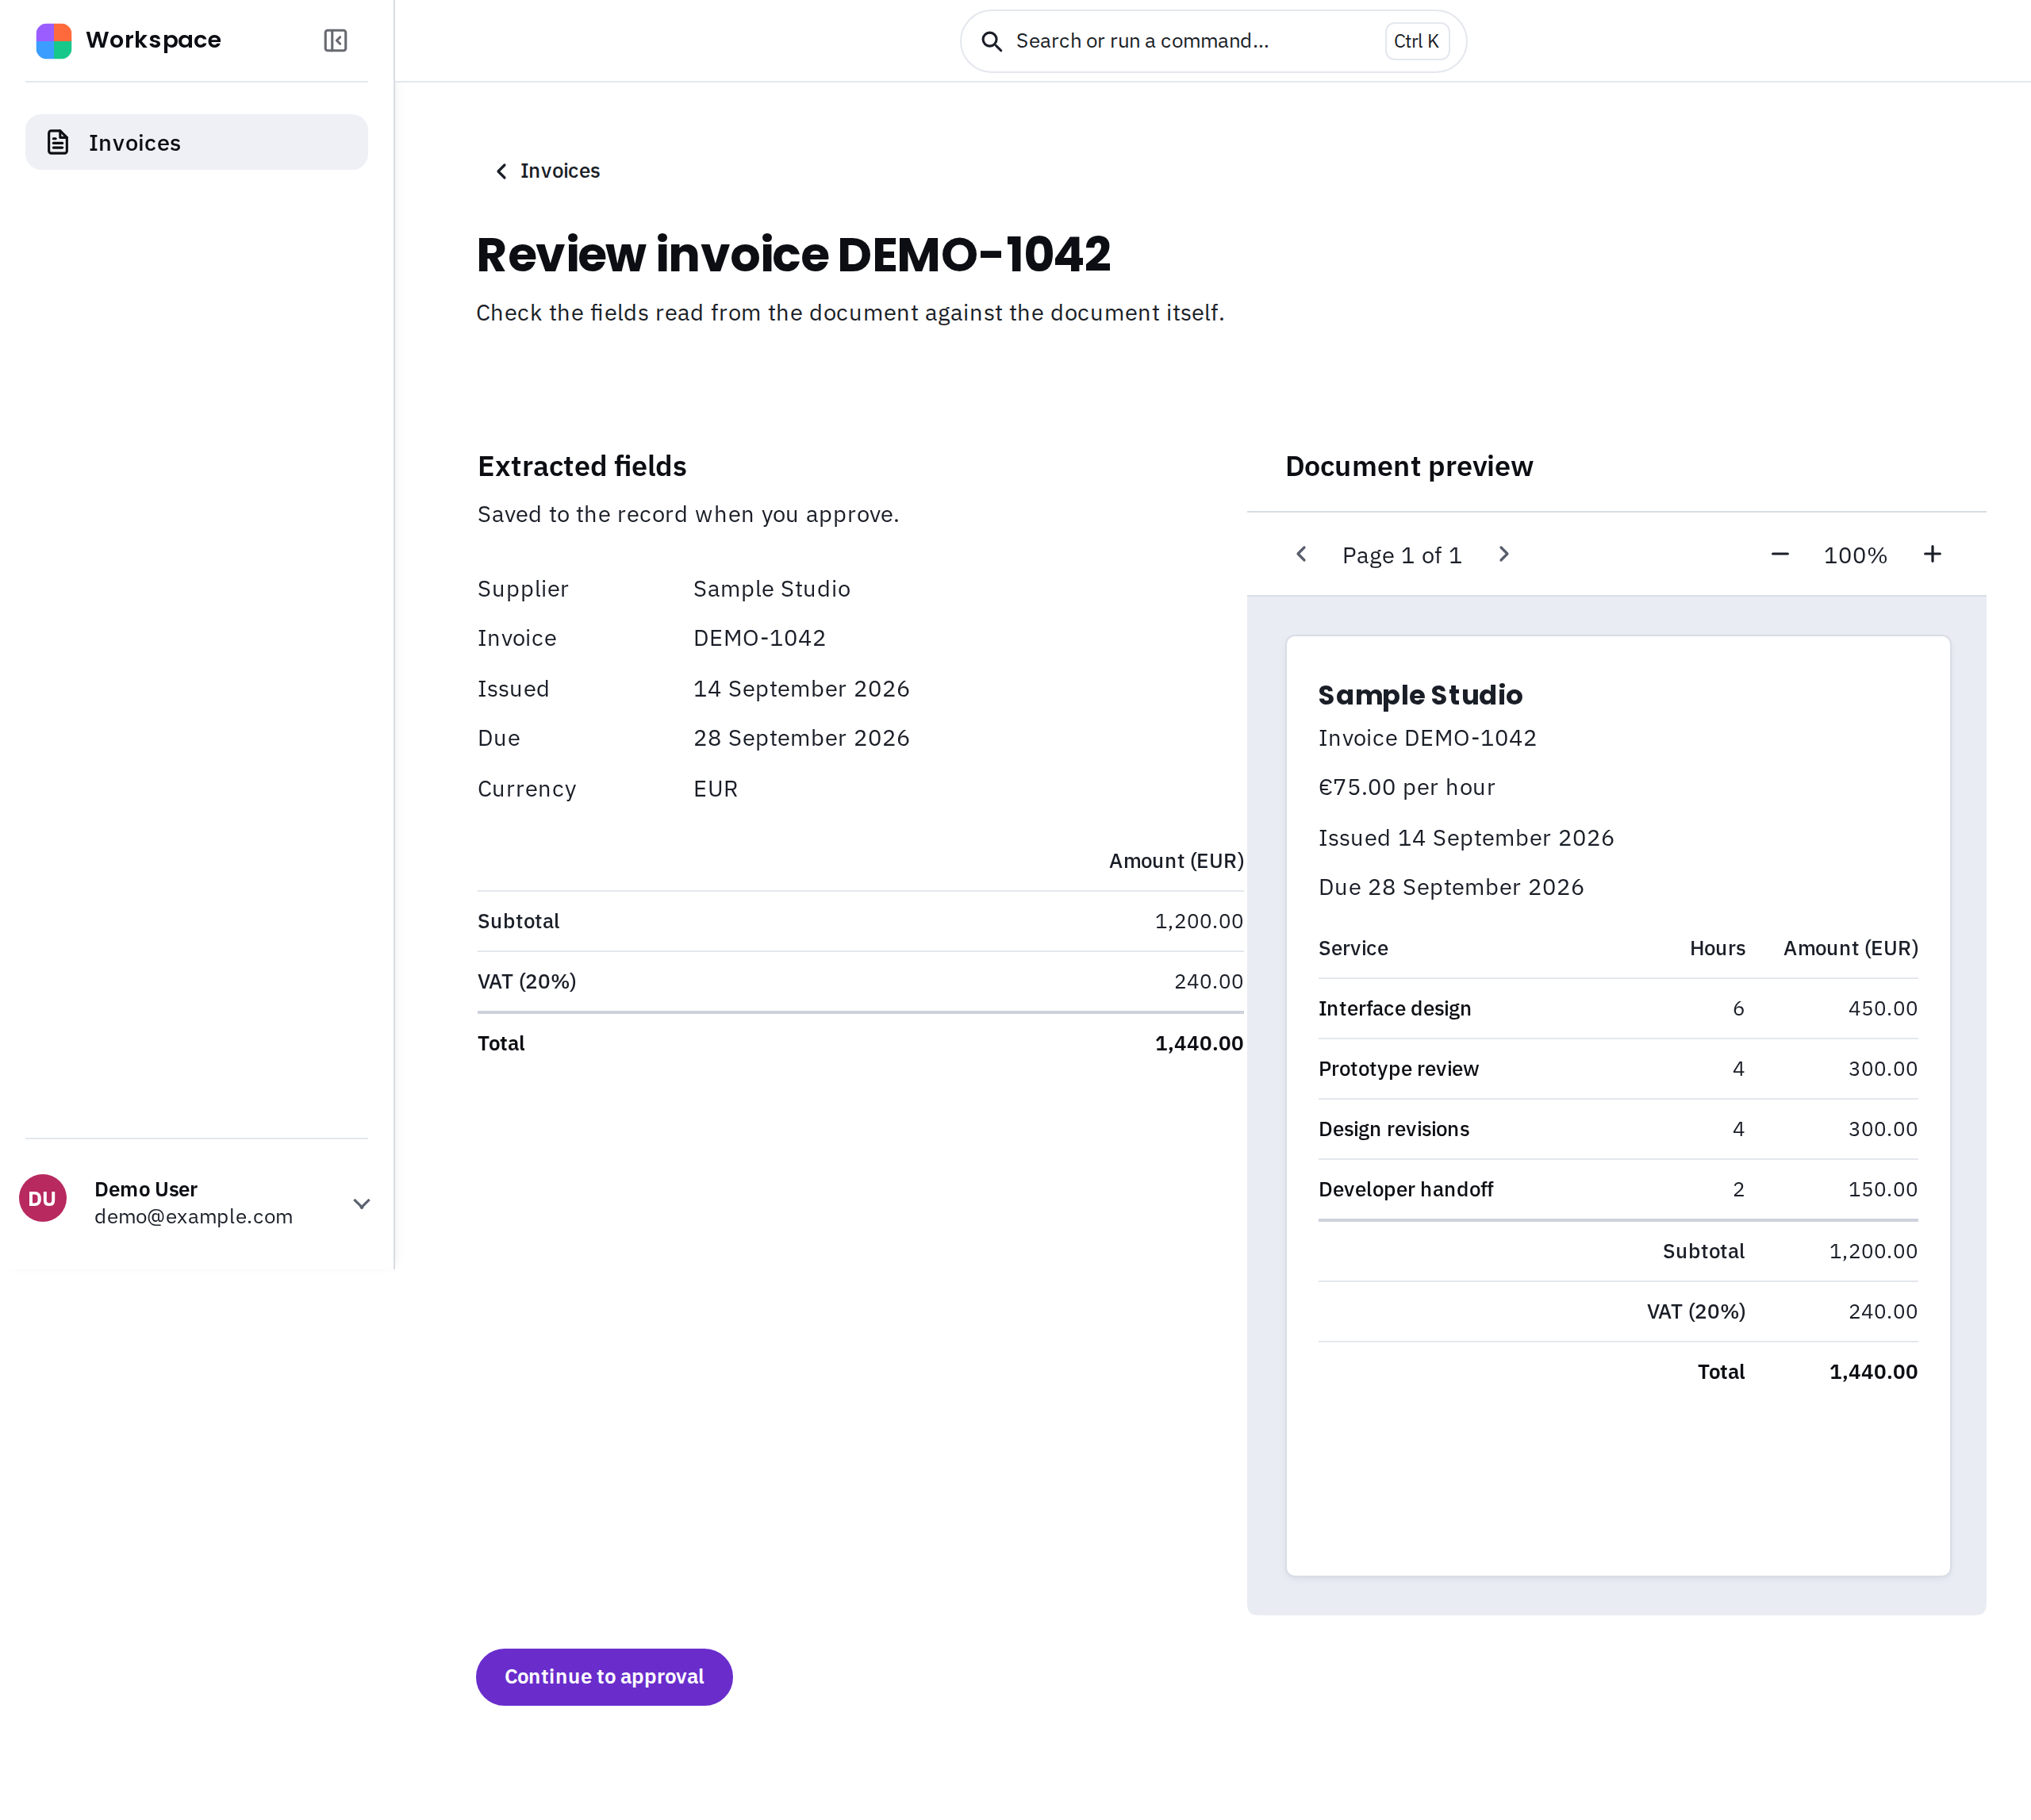 Workspace
Search or run a command...
Ctrl K
Invoices
Invoices
Review invoice DEMO-1042
Check the fields read from the document against the document itself.
Extracted fields
Saved to the record when you approve.
Supplier Sample Studio
Invoice DEMO-1042
Issued 14 September 2026
Due 28 September 2026
Currency EUR
Amount (EUR)
Subtotal 1,200.00
VAT (20%) 240.00
Total 1,440.00
Document preview
Page 1 of 1 100%
Sample Studio
Invoice DEMO-1042
€75.00 per hour
Issued 14 September 2026
Due 28 September 2026
Service Hours Amount (EUR)
Interface design 6 450.00
Prototype review 4 300.00
Design revisions 4 300.00
Developer handoff 2 150.00
Subtotal 1,200.00
VAT (20%) 240.00
Total 1,440.00
DU
Demo User
demo@example.com
Continue to approval